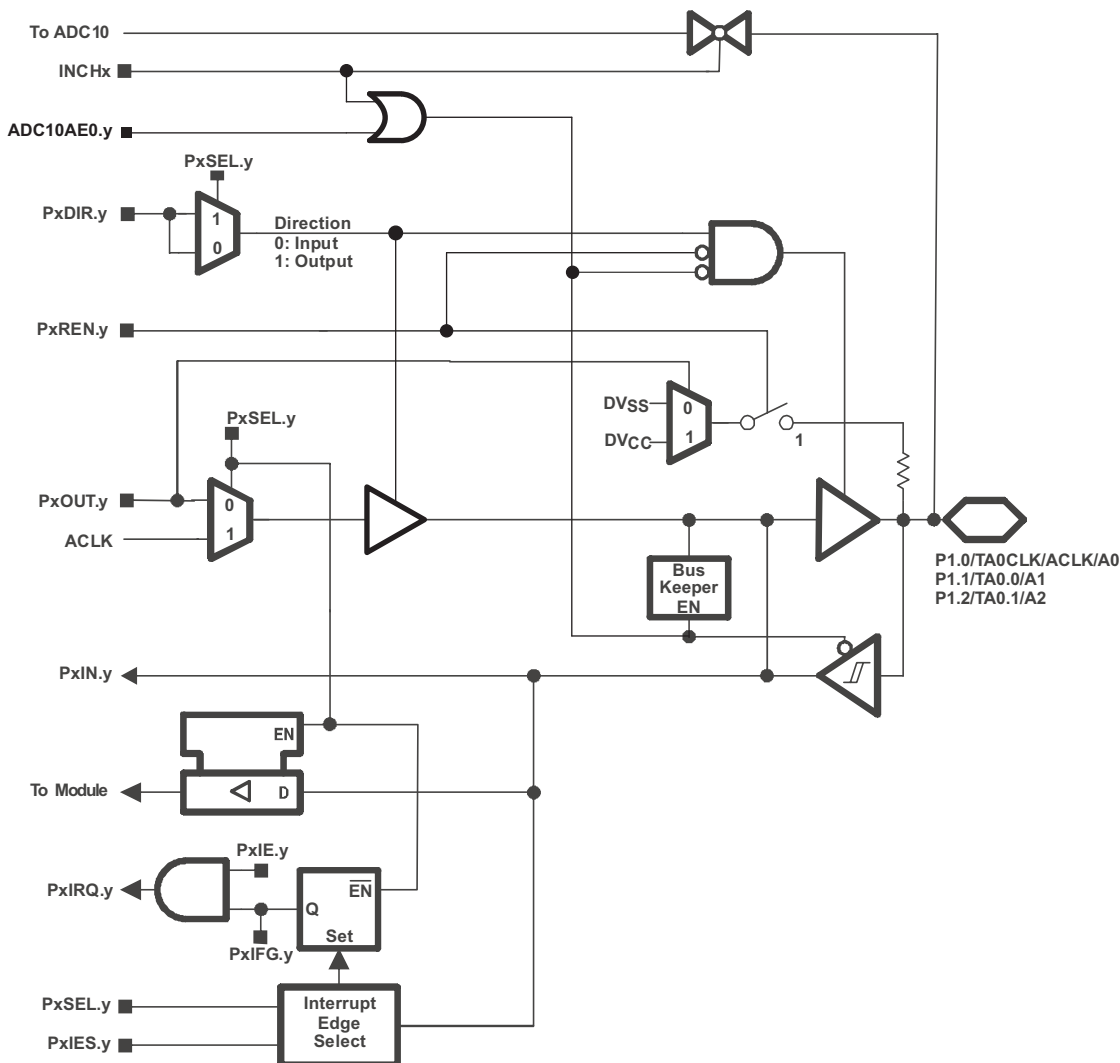 To ADC10
INCHx
ADC10AE0.y
PxSEL.y
PxDIR.y
1
0
Direction
0: Input
1: Output
PxREN.y
DVSS
0
DVCC
1
1
PxSEL.y
PxOUT.y
0
ACLK
1
Bus
Keeper
EN
P1.0/TA0CLK/ACLK/A0
P1.1/TA0.0/A1
P1.2/TA0.1/A2
PxIN.y
EN
To Module
D
PxIE.y
PxIRQ.y
EN
Q
PxIFG.y
Set
PxSEL.y
Interrupt
Edge
Select
PxIES.y